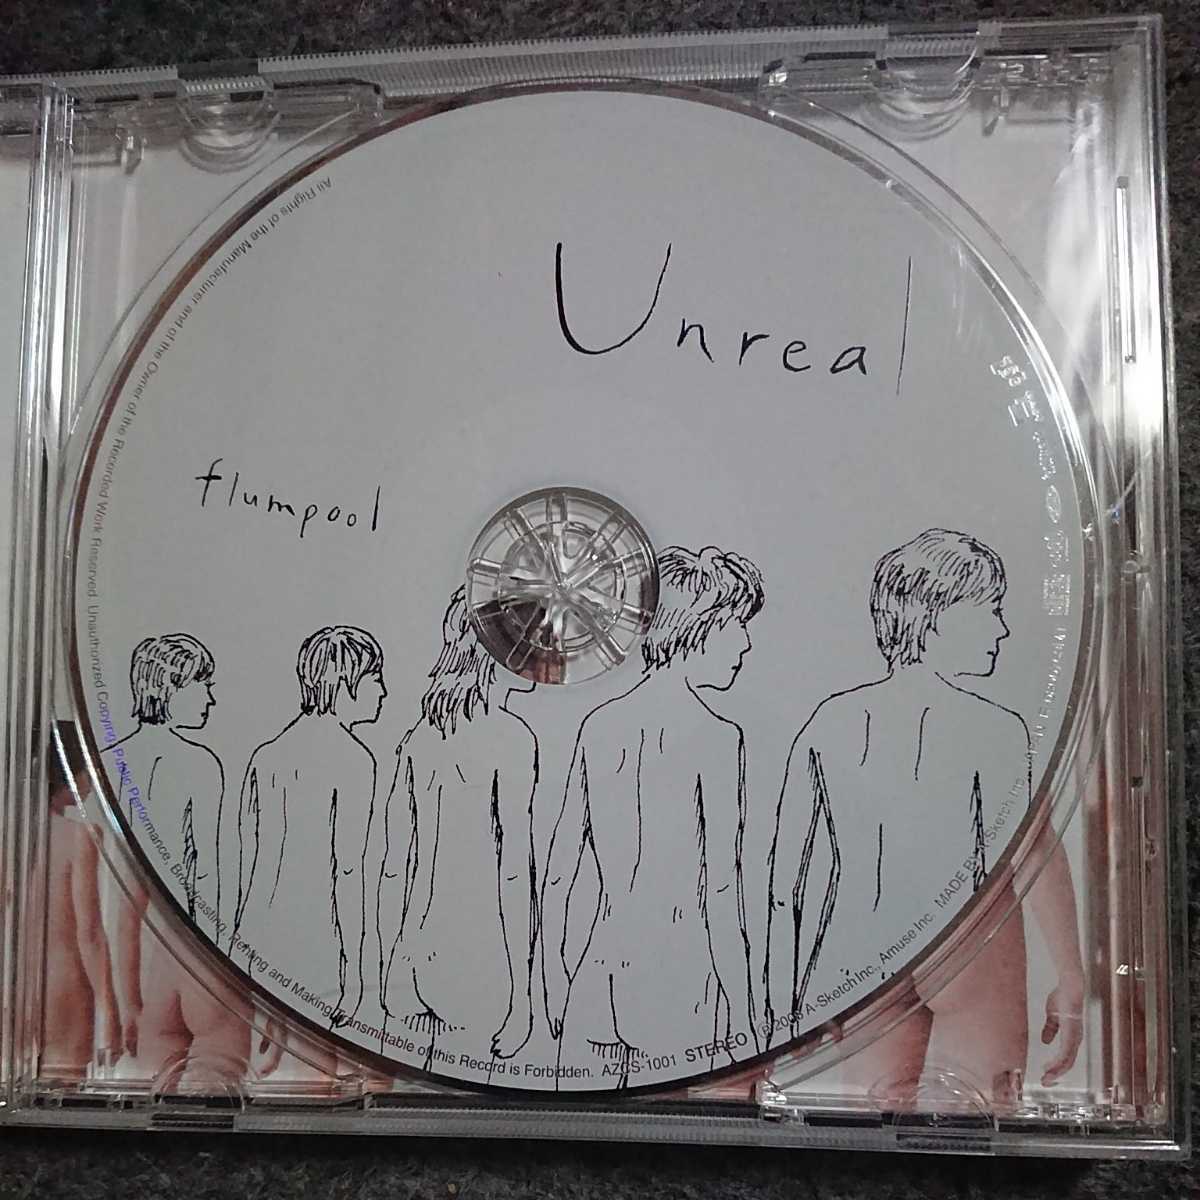 Unreal
flumpool
All Rights of the Manufacturer and of the Owner of the Recorded Work Reserved. Unauthorized Copying, Public Performance, Broadcasting, Renting and Making Transmittable of this Record is Forbidden. AZCS-1001 STEREO Ⓟ 2008 A-Sketch Inc., Amuse Inc. MADE BY A-Sketch Inc.